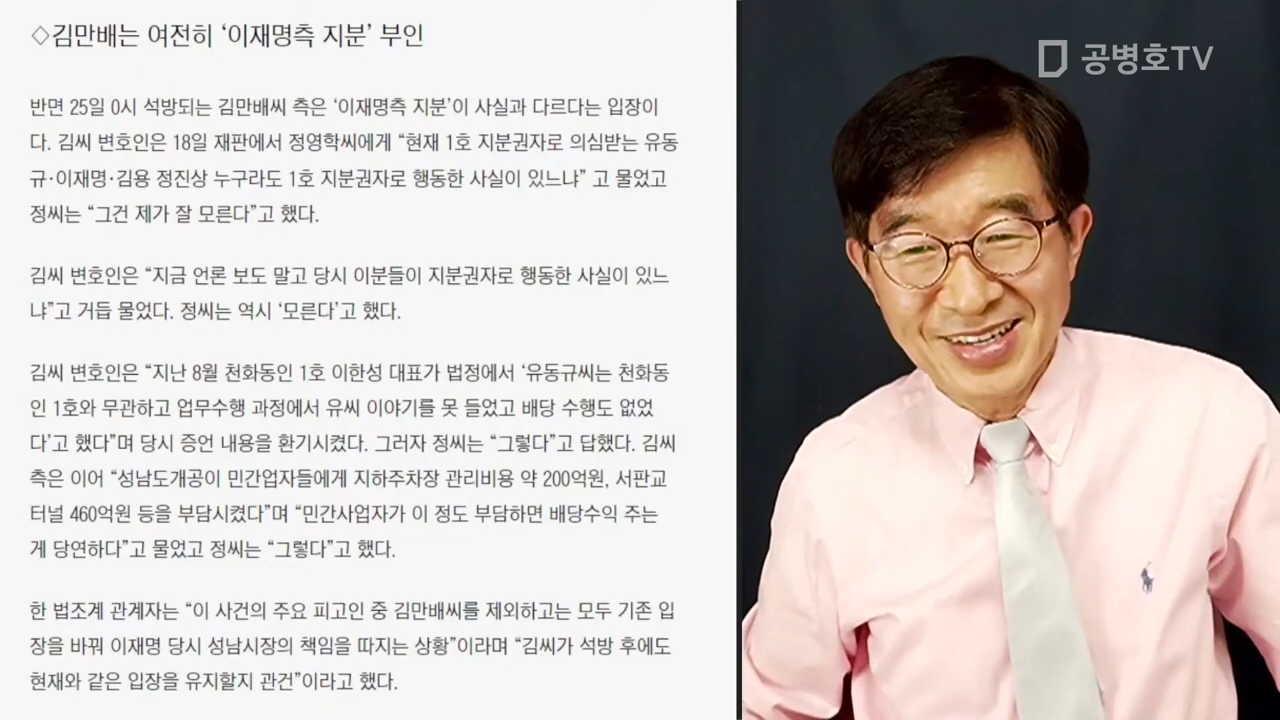 ◇김만배는 여전히 ‘이재명측 지분’ 부인
반면 25일 0시 석방되는 김만배씨 측은 ‘이재명측 지분’이 사실과 다르다는 입장이
다. 김씨 변호인은 18일 재판에서 정영학씨에게 “현재 1호 지분권자로 의심받는 유동
규·이재명·김용 정진상 누구라도 1호 지분권자로 행동한 사실이 있느냐” 고 물었고
정씨는 “그건 제가 잘 모른다”고 했다.
김씨 변호인은 “지금 언론 보도 말고 당시 이분들이 지분권자로 행동한 사실이 있느
냐”고 거듭 물었다. 정씨는 역시 ‘모른다’고 했다.
김씨 변호인은 “지난 8월 천화동인 1호 이한성 대표가 법정에서 ‘유동규씨는 천화동
인 1호와 무관하고 업무수행 과정에서 유씨 이야기를 못 들었고 배당 수행도 없었
다’고 했다”며 당시 증언 내용을 환기시켰다. 그러자 정씨는 “그렇다”고 답했다. 김씨
측은 이어 “성남도개공이 민간업자들에게 지하주차장 관리비용 약 200억원, 서판교
터널 460억원 등을 부담시켰다”며 “민간사업자가 이 정도 부담하면 배당수익 주는
게 당연하다”고 물었고 정씨는 “그렇다”고 했다.
한 법조계 관계자는 “이 사건의 주요 피고인 중 김만배씨를 제외하고는 모두 기존 입
장을 바꿔 이재명 당시 성남시장의 책임을 따지는 상황”이라며 “김씨가 석방 후에도
현재와 같은 입장을 유지할지 관건”이라고 했다.
공병호TV